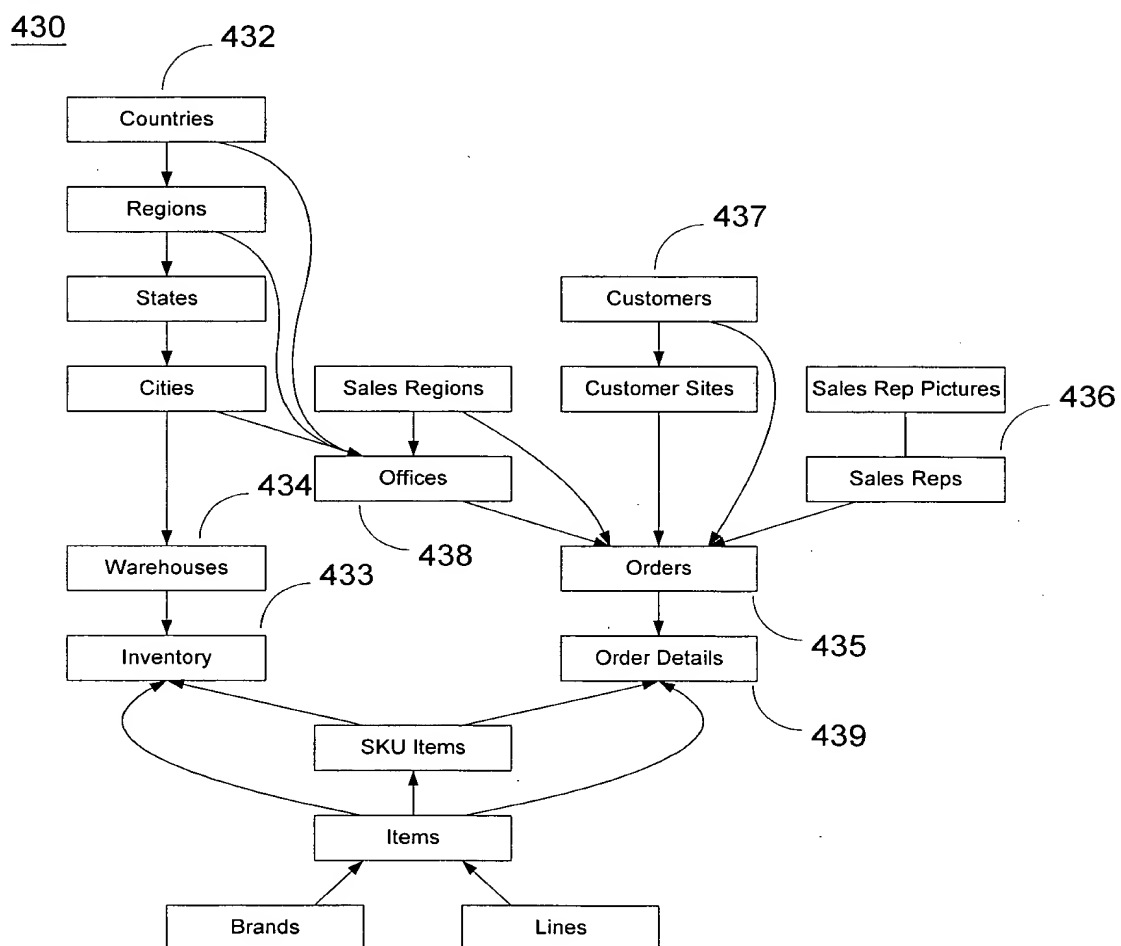 430
432
Countries
Regions
437
States
Customers
Cities
Sales Regions
Customer Sites
Sales Rep Pictures
436
434
Offices
Sales Reps
438
Warehouses
433
Orders
Inventory
Order Details
435
SKU Items
439
Items
Brands
Lines